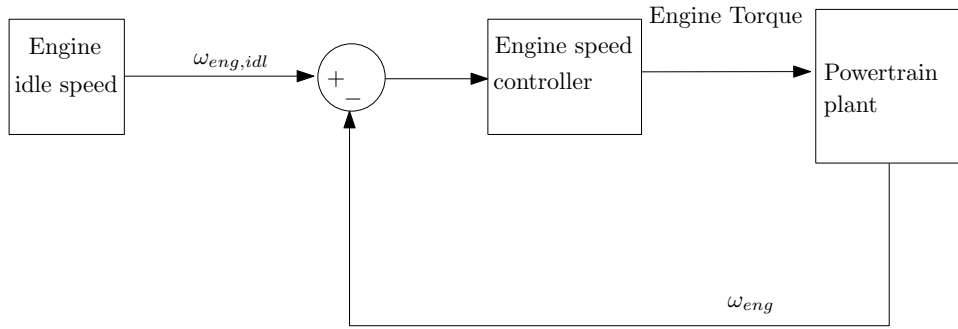 Engine
idle speed
ω_{eng,idl}
+
−
Engine speed
controller
Engine Torque
Powertrain
plant
ω_{eng}